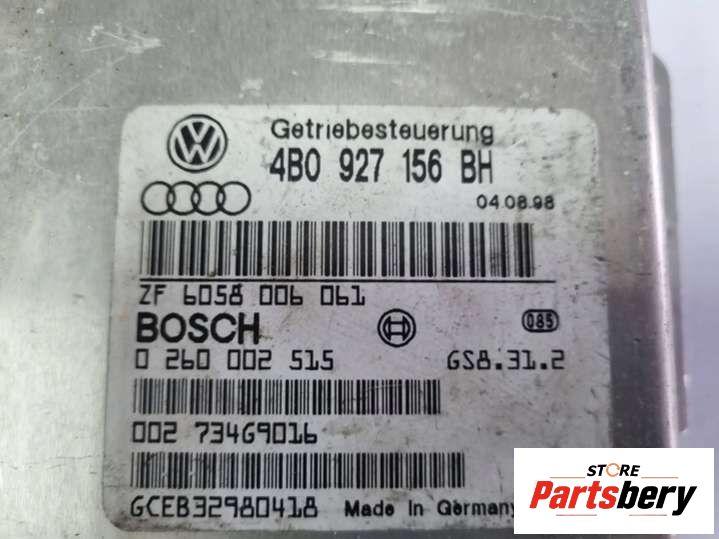 Getriebesteuerung
4B0 927 156 BH
04.08.98
ZF 6058 006 061
BOSCH
085
0 260 002 515 GS8.31.2
002 734G9016
GCEB32980418 Made In Germany
STORE
Partsbery